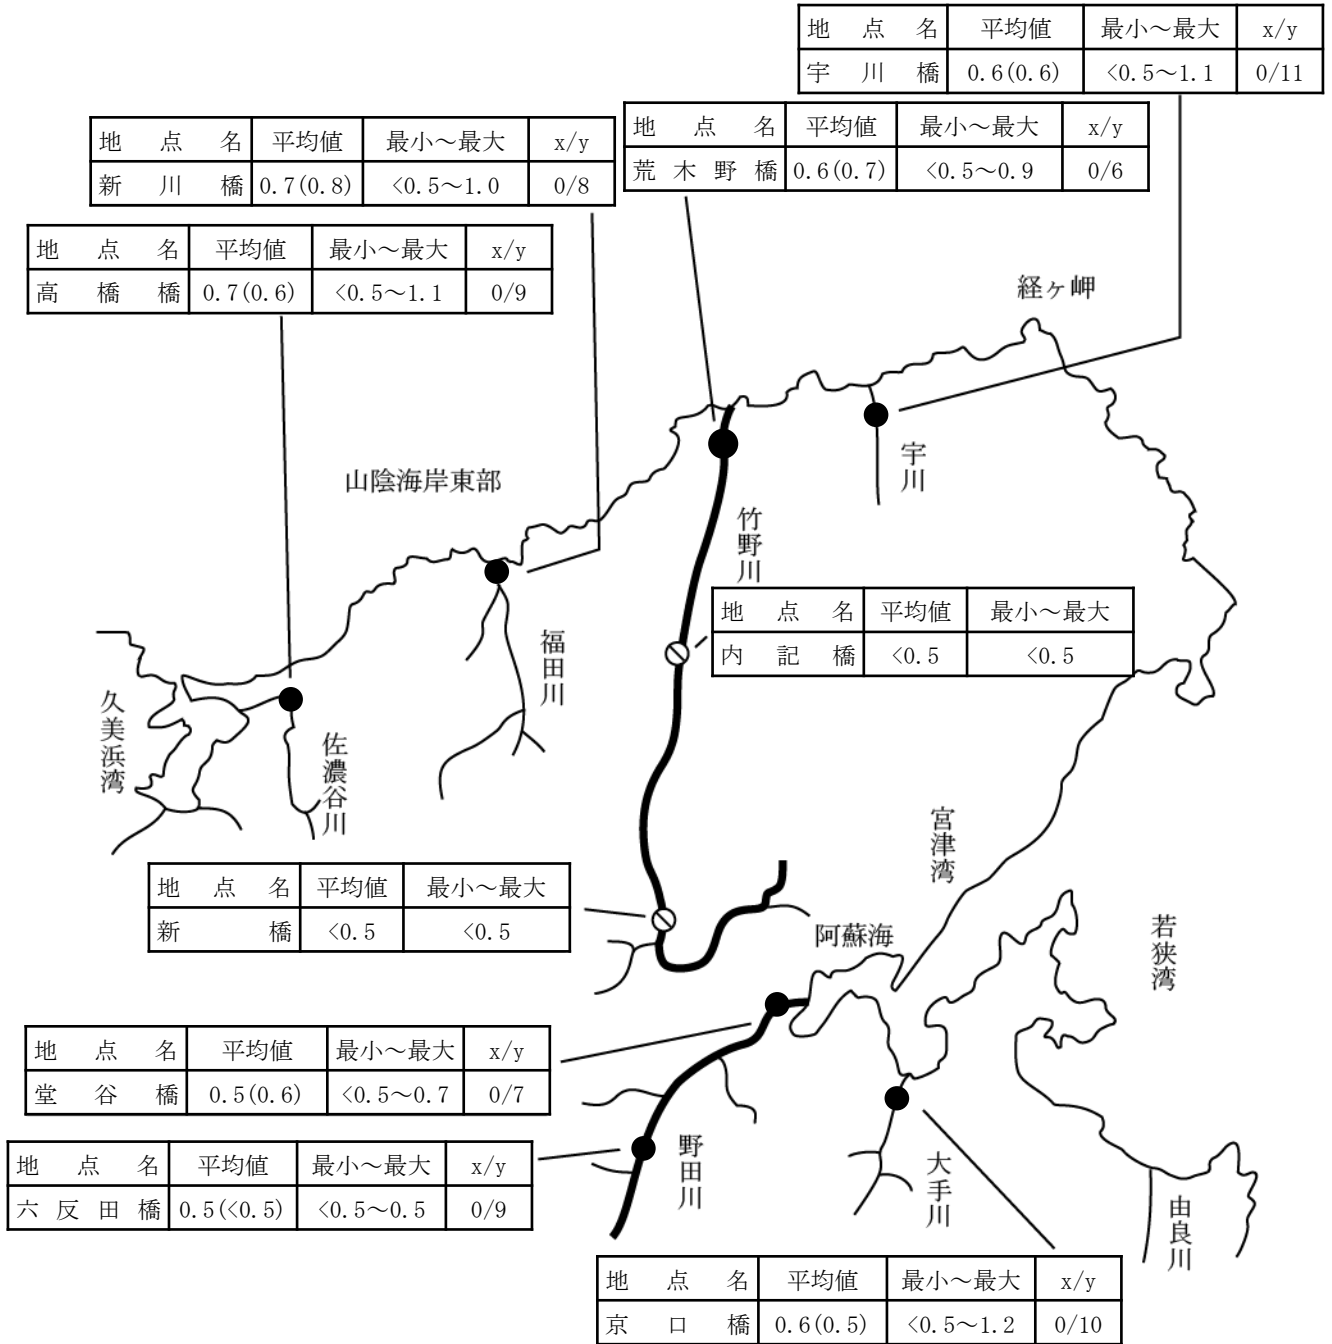 地点名 平均値 最小～最大 x/y
宇川橋 0.6(0.6) <0.5～1.1 0/11
地点名 平均値 最小～最大 x/y
荒木野橋 0.6(0.7) <0.5～0.9 0/6
地点名 平均値 最小～最大 x/y
新川橋 0.7(0.8) <0.5～1.0 0/8
地点名 平均値 最小～最大 x/y
高橋橋 0.7(0.6) <0.5～1.1 0/9
経ヶ岬
宇川
山陰海岸東部
竹野川
地点名 平均値 最小～最大
内記橋 <0.5 <0.5
福田川
久美浜湾
佐濃谷川
宮津湾
地点名 平均値 最小～最大
新橋 <0.5 <0.5
阿蘇海
若狭湾
地点名 平均値 最小～最大 x/y
堂谷橋 0.5(0.6) <0.5～0.7 0/7
地点名 平均値 最小～最大 x/y
六反田橋 0.5(<0.5) <0.5～0.5 0/9
野田川
大手川
由良川
地点名 平均値 最小～最大 x/y
京口橋 0.6(0.5) <0.5～1.2 0/10